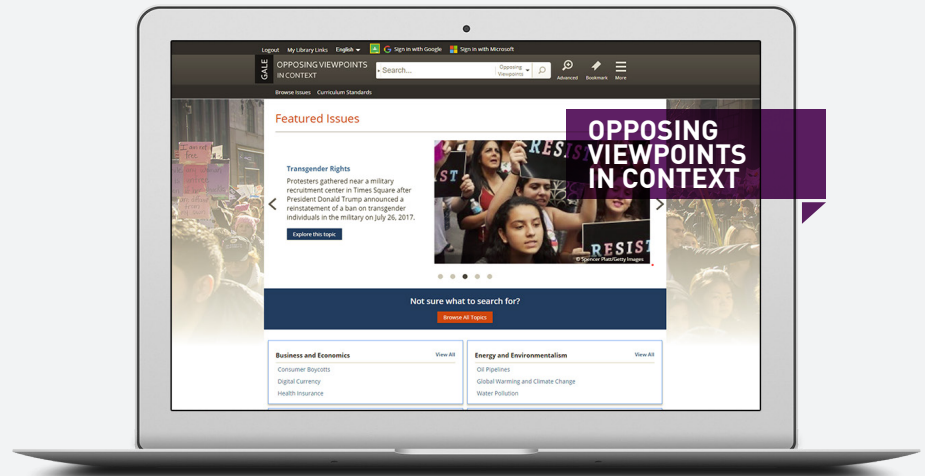 Logout My Library Links English Sign in with Google Sign in with Microsoft
GALE
OPPOSING VIEWPOINTS
IN CONTEXT
Search...
Opposing
Viewpoints
Advanced Bookmark More
Browse Issues Curriculum Standards
Featured Issues
OPPOSING
VIEWPOINTS
IN CONTEXT
Transgender Rights
Protesters gathered near a military
recruitment center in Times Square after
President Donald Trump announced a
reinstatement of a ban on transgender
individuals in the military on July 26, 2017.
Explore this topic
RESIS
ST
RESIST
© Spencer Platt/Getty Images
I am not
free
Not sure what to search for?
Browse All Topics
Business and Economics View All
Consumer Boycotts
Digital Currency
Health Insurance
Energy and Environmentalism View All
Oil Pipelines
Global Warming and Climate Change
Water Pollution